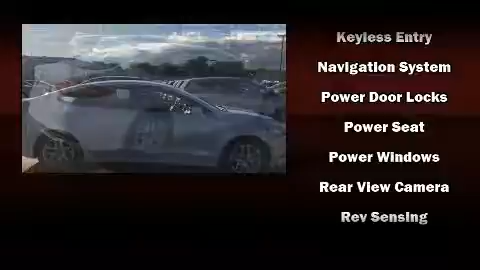 Keyless Entry
Navigation System
Power Door Locks
Power Seat
Power Windows
Rear View Camera
Rev Sensing